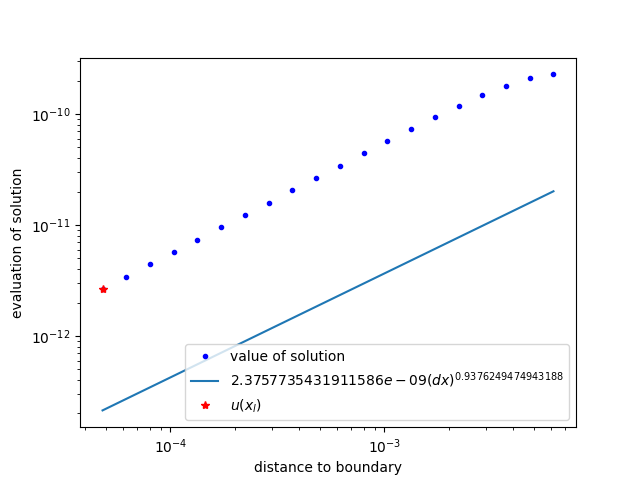 10⁻¹⁰
10⁻¹¹
10⁻¹²
evaluation of solution
value of solution
2.3757735431911586e − 09(dx)^0.9376249474943188
u(x_l)
10⁻⁴ 10⁻³
distance to boundary